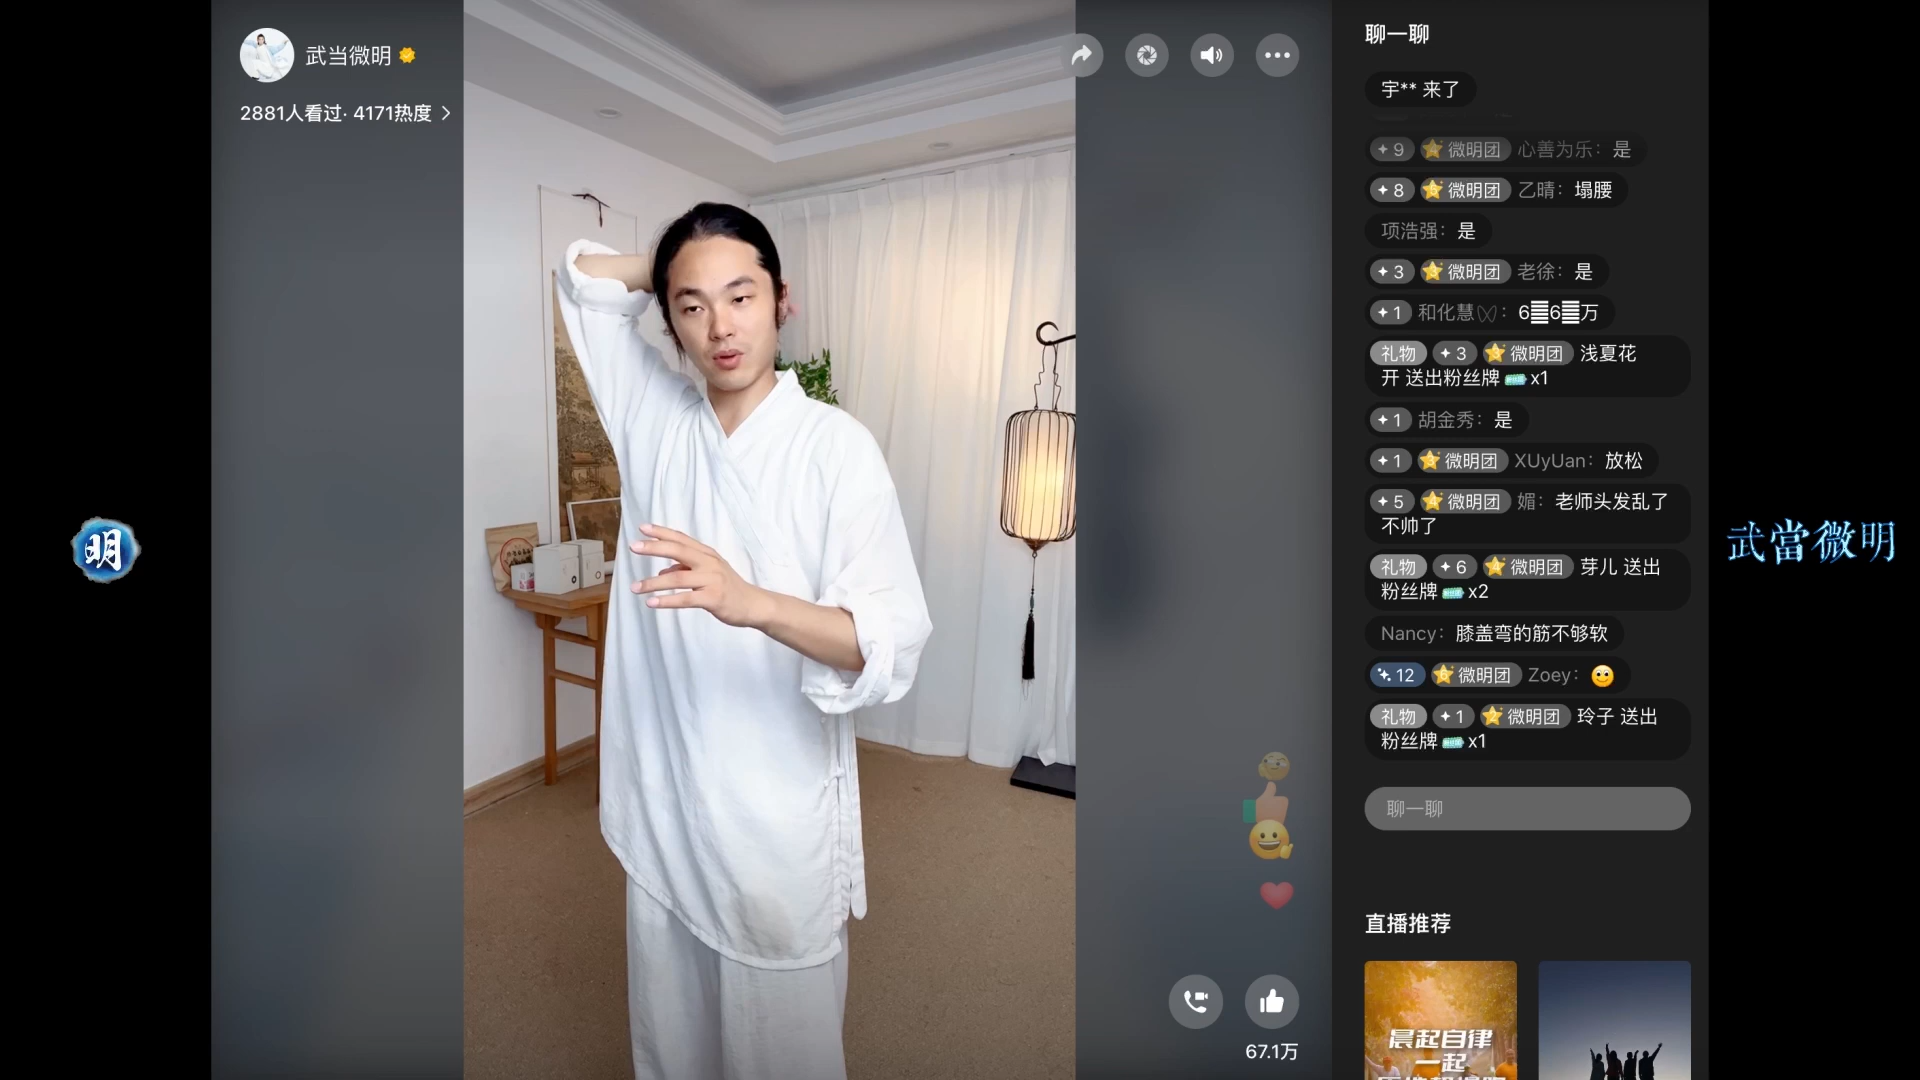 武当微明
2881人看过· 4171热度
明
67.1万
聊一聊
宇** 来了
9 微明团 心善为乐：是
8 微明团 乙晴：塌腰
项浩强：是
3 微明团 老徐：是
1 和化慧：6𝄜6𝄜万
礼物 3 微明团 浅夏花
开 送出粉丝牌 x1
1 胡金秀：是
1 微明团 XUyUan：放松
5 微明团 媚：老师头发乱了
不帅了
礼物 6 微明团 芽儿 送出
粉丝牌 x2
Nancy：膝盖弯的筋不够软
12 微明团 Zoey：🙂
礼物 1 微明团 玲子 送出
粉丝牌 x1
聊一聊
直播推荐
晨起自律
一起
武當微明